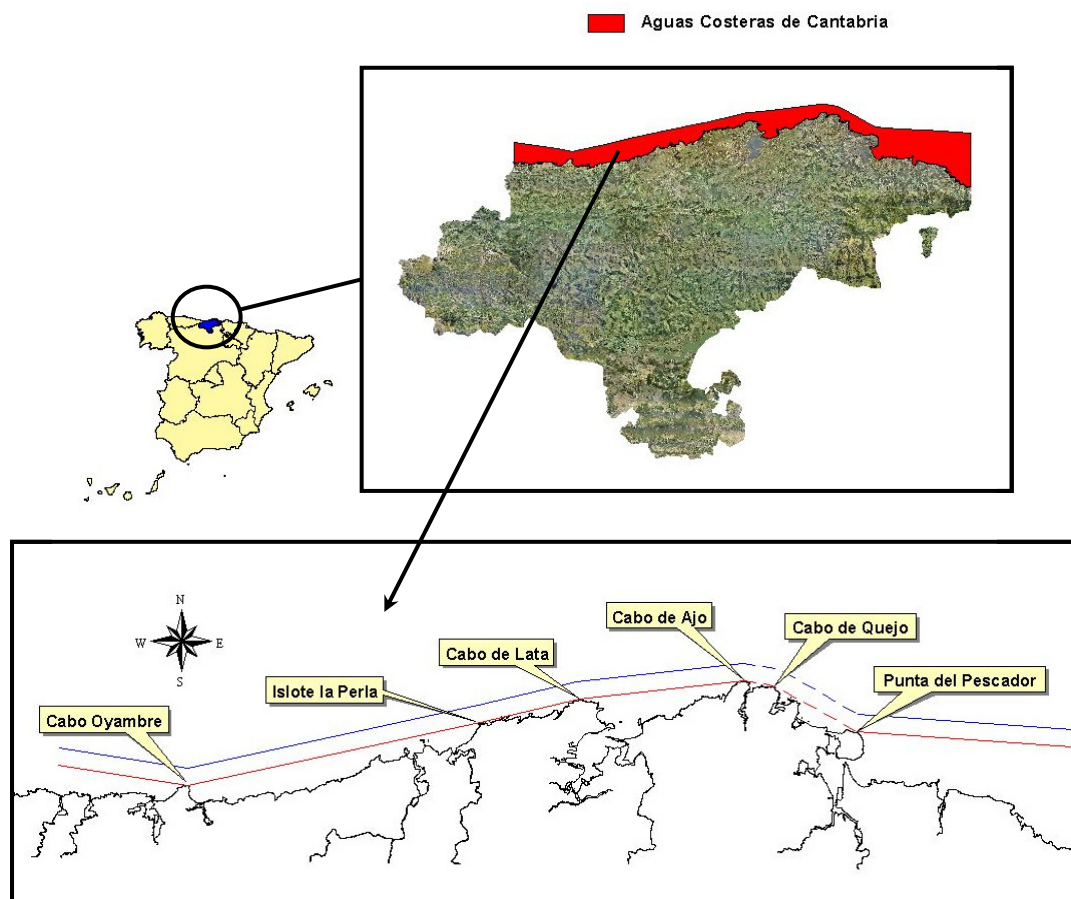 Aguas Costeras de Cantabria
N
W
E
S
Cabo de Ajo
Cabo de Quejo
Cabo de Lata
Punta del Pescador
Islote la Perla
Cabo Oyambre